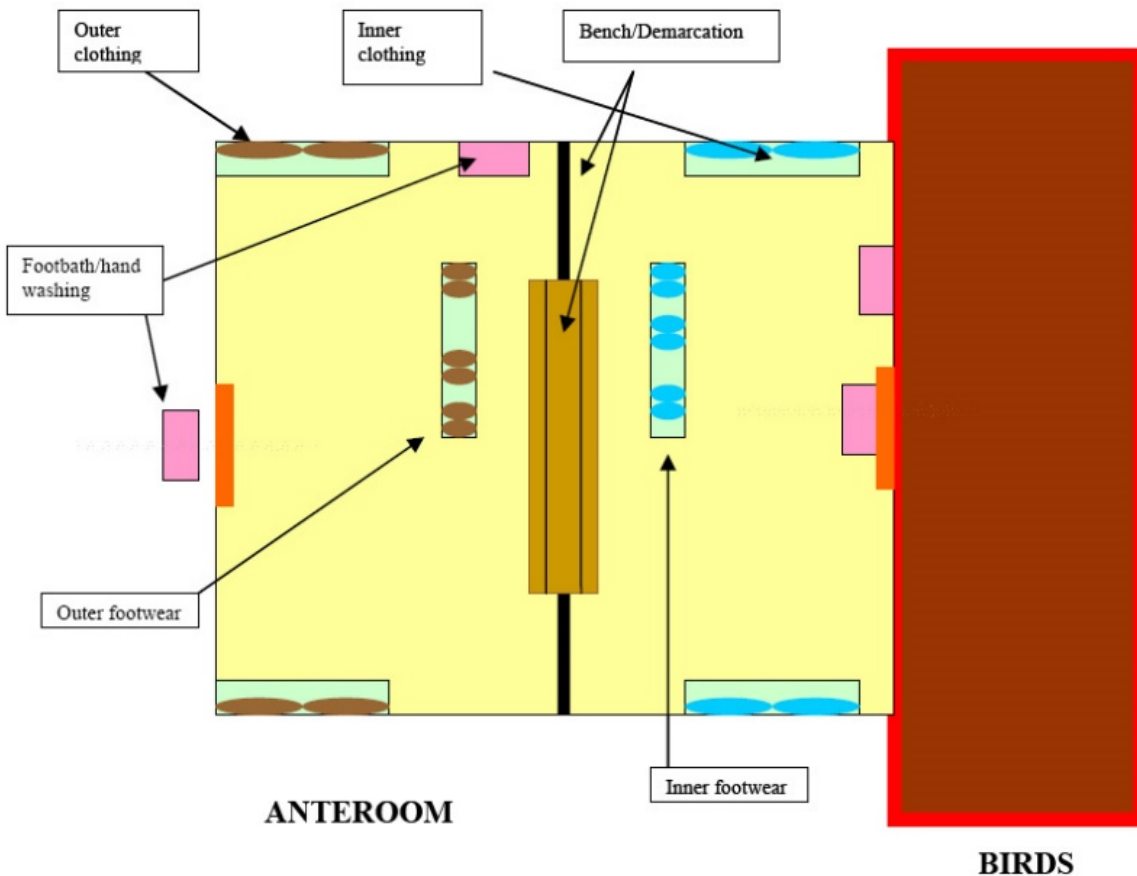 Outer
clothing
Inner
clothing
Bench/Demarcation
Footbath/hand
washing
Outer footwear
Inner footwear
ANTEROOM
BIRDS